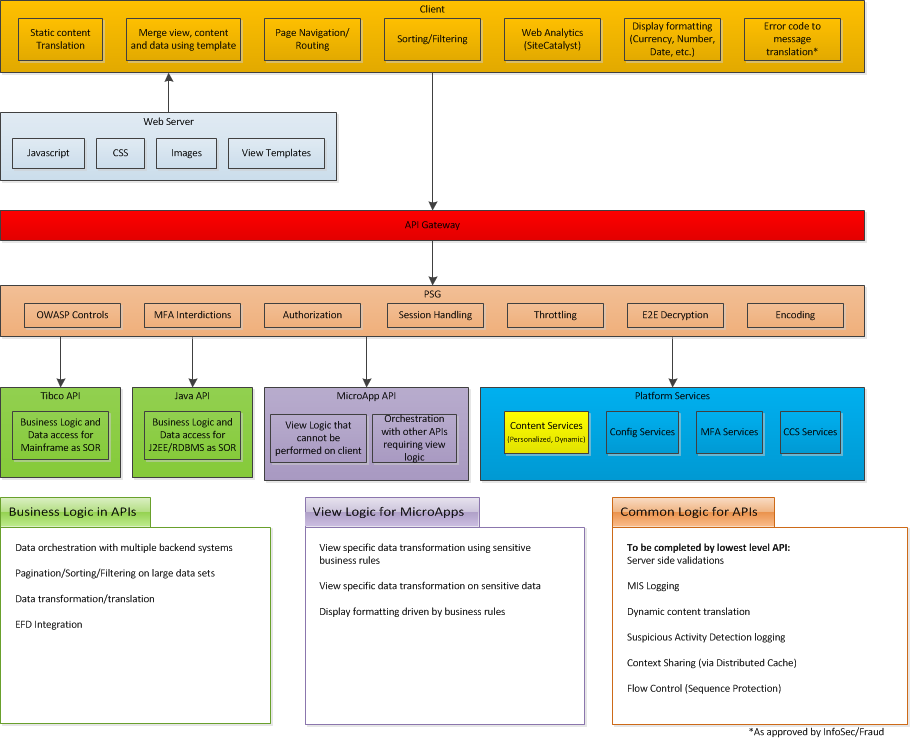 Client
Static content
Translation
Merge view, content
and data using template
Page Navigation/
Routing
Sorting/Filtering
Web Analytics
(SiteCatalyst)
Display formatting
(Currency, Number,
Date, etc.)
Error code to
message
translation*
Web Server
Javascript
CSS
Images
View Templates
API Gateway
PSG
OWASP Controls
MFA Interdictions
Authorization
Session Handling
Throttling
E2E Decryption
Encoding
Tibco API
Business Logic and
Data access for
Mainframe as SOR
Java API
Business Logic and
Data access for
J2EE/RDBMS as SOR
MicroApp API
View Logic that
cannot be
performed on client
Orchestration
with other APIs
requiring view
logic
Platform Services
Content Services
(Personalized, Dynamic)
Config Services
MFA Services
CCS Services
Business Logic in APIs
Data orchestration with multiple backend systems
Pagination/Sorting/Filtering on large data sets
Data transformation/translation
EFD Integration
View Logic for MicroApps
View specific data transformation using sensitive
business rules
View specific data transformation on sensitive data
Display formatting driven by business rules
Common Logic for APIs
To be completed by lowest level API:
Server side validations
MIS Logging
Dynamic content translation
Suspicious Activity Detection logging
Context Sharing (via Distributed Cache)
Flow Control (Sequence Protection)
*As approved by InfoSec/Fraud